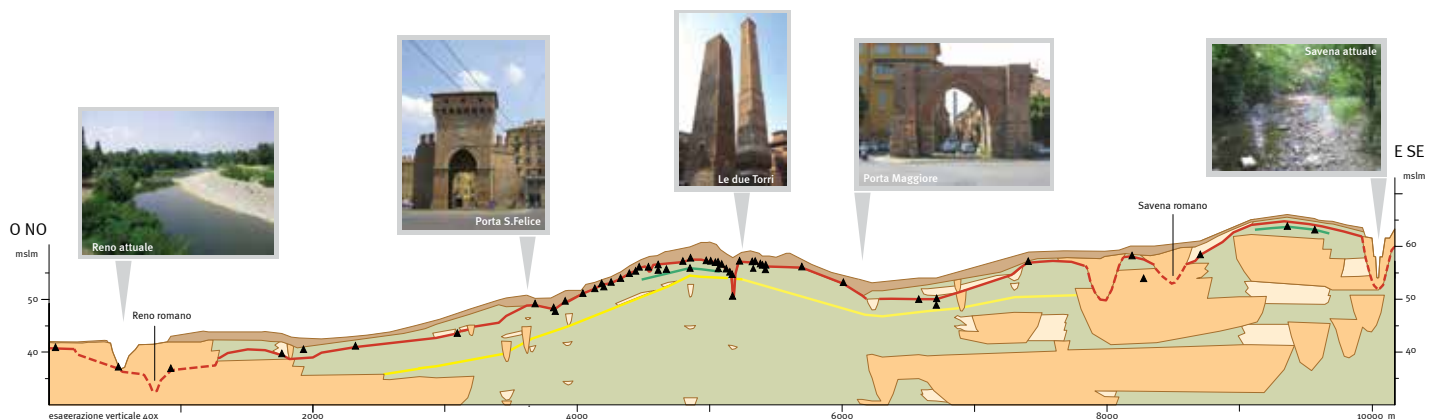 Savena attuale
E SE
mslm
Le due Torri
Porta Maggiore
Porta S.Felice
Savena romano
O NO
mslm
Reno attuale
60
50
50
Reno romano
40
40
esagerazione verticale 40x
2000
4000
6000
8000
10000 m